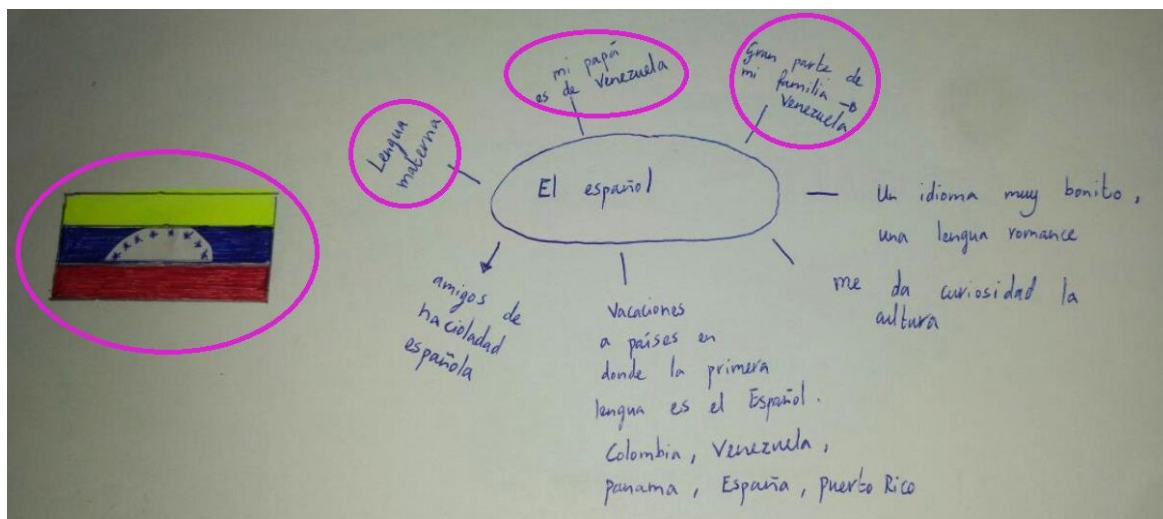 mi papá
es de Venezuela
Gran parte de
mi familia →
Venezuela
Lengua
materna
El español
Un idioma muy bonito,
una lengua romance
me da curiosidad la
cultura
amigos de
nacioladad
española
Vacaciones
a países en
donde la primera
lengua es el Español.
Colombia, Venezuela,
panama, España, Puerto Rico